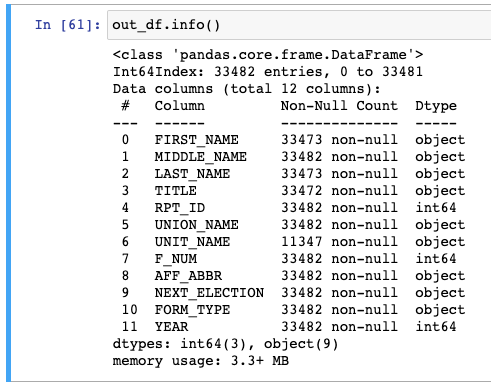 In [61]: out_df.info()
<class 'pandas.core.frame.DataFrame'>
Int64Index: 33482 entries, 0 to 33481
Data columns (total 12 columns):
 #   Column         Non-Null Count  Dtype
---  ------         --------------  -----
 0   FIRST_NAME     33473 non-null  object
 1   MIDDLE_NAME    33482 non-null  object
 2   LAST_NAME      33473 non-null  object
 3   TITLE          33472 non-null  object
 4   RPT_ID         33482 non-null  int64
 5   UNION_NAME     33482 non-null  object
 6   UNIT_NAME      11347 non-null  object
 7   F_NUM          33482 non-null  int64
 8   AFF_ABBR       33482 non-null  object
 9   NEXT_ELECTION  33482 non-null  object
 10  FORM_TYPE      33482 non-null  object
 11  YEAR           33482 non-null  int64
dtypes: int64(3), object(9)
memory usage: 3.3+ MB